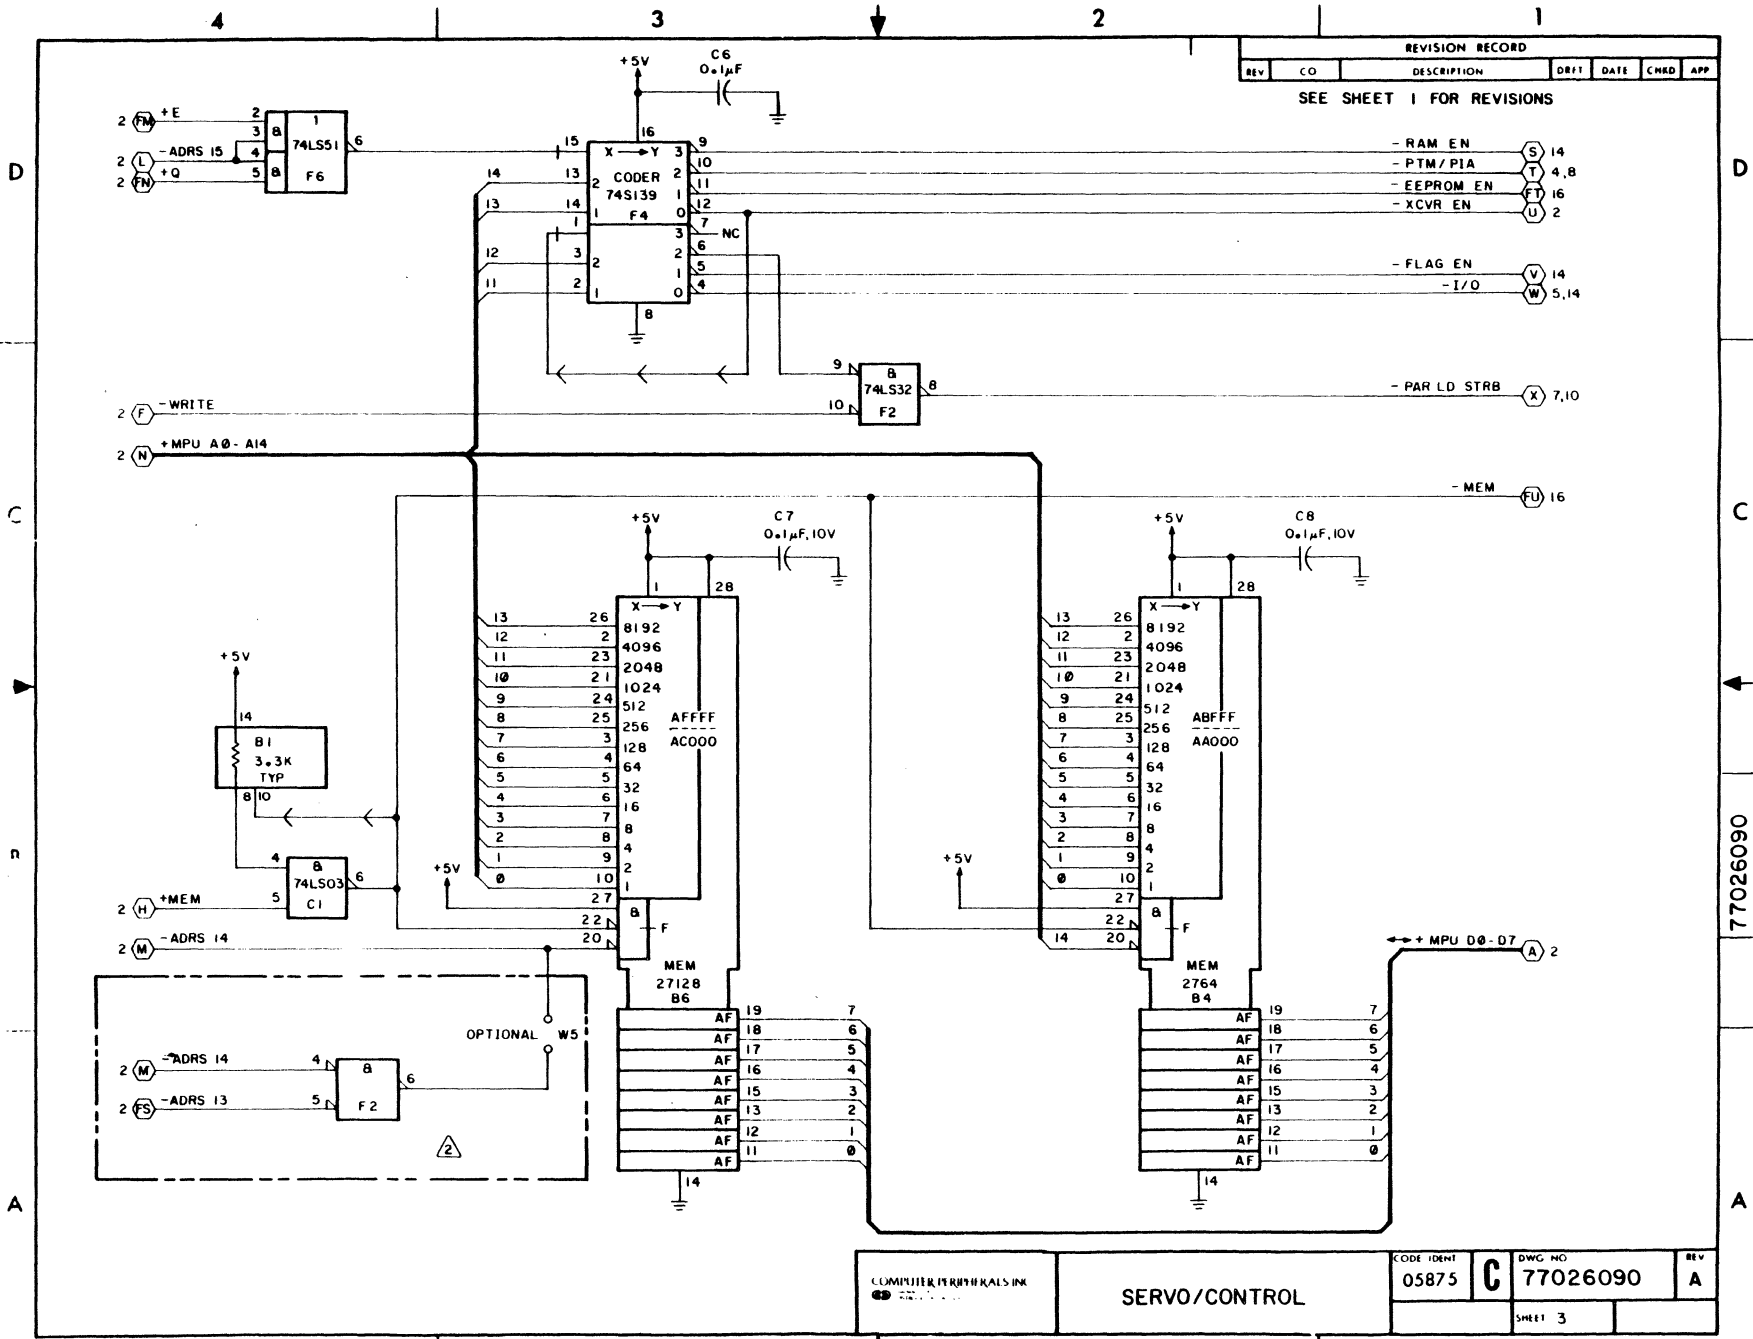 4 3 2 1
REVISION RECORD
REV CO DESCRIPTION DRFT DATE CHKD APP
SEE SHEET 1 FOR REVISIONS
D D
+5V C6 0.1µF
2 FM +E 2
3 & 1
2 L -ADRS 15 4 74LS51 6
2 FN +Q 5 & F6
16
15 X → Y 3 9 -RAM EN S 14
14 13 2 CODER 2 10 -PTM/PIA T 4,8
74S139 1 11 -EEPROM EN FT 16
13 14 1 F4 0 12 -XCVR EN U 2
1 3 7 NC
12 3 2 2 6
1 5 -FLAG EN V 14
11 2 1 0 4 -I/O W 5,14
8
9 & 8 -PAR LD STRB X 7,10
74LS32
2 F -WRITE 10 F2
2 N +MPU AØ-A14
-MEM FU 16
C C
+5V C7 0.1µF,10V
+5V C8 0.1µF,10V
1 28 1 28
X → Y X → Y
13 26 8192 13 26 8192
12 2 4096 12 2 4096
11 23 2048 11 23 2048
1Ø 21 1024 1Ø 21 1024
9 24 512 9 24 512
8 25 256 AFFFF 8 25 256 ABFFF
7 3 128 AC000 7 3 128 AA000
6 4 64 6 4 64
5 5 32 5 5 32
4 6 16 4 6 16
3 7 8 3 7 8
2 8 4 2 8 4
1 9 2 1 9 2
Ø 10 1 Ø 10 1
+5V 27 & +5V 27 &
22 F 22 F
20 14 20
+5V
14
B1
3.3K
TYP
8 10
4 & 6
74LS03
2 H +MEM 5 C1
2 M -ADRS 14
MEM
27128
B6
MEM
2764
B4
+ MPU DØ-D7 A 2
OPTIONAL W5
2 M -ADRS 14 4 & 6
2 FS -ADRS 13 5 F2
2
AF 19 7 AF 19 7
AF 18 6 AF 18 6
AF 17 5 AF 17 5
AF 16 4 AF 16 4
AF 15 3 AF 15 3
AF 13 2 AF 13 2
AF 12 1 AF 12 1
AF 11 Ø AF 11 Ø
14 14
A A
77026090
COMPUTER PERIPHERALS INC
SERVO/CONTROL
CODE IDENT 05875
C
DWG NO 77026090
REV A
SHEET 3